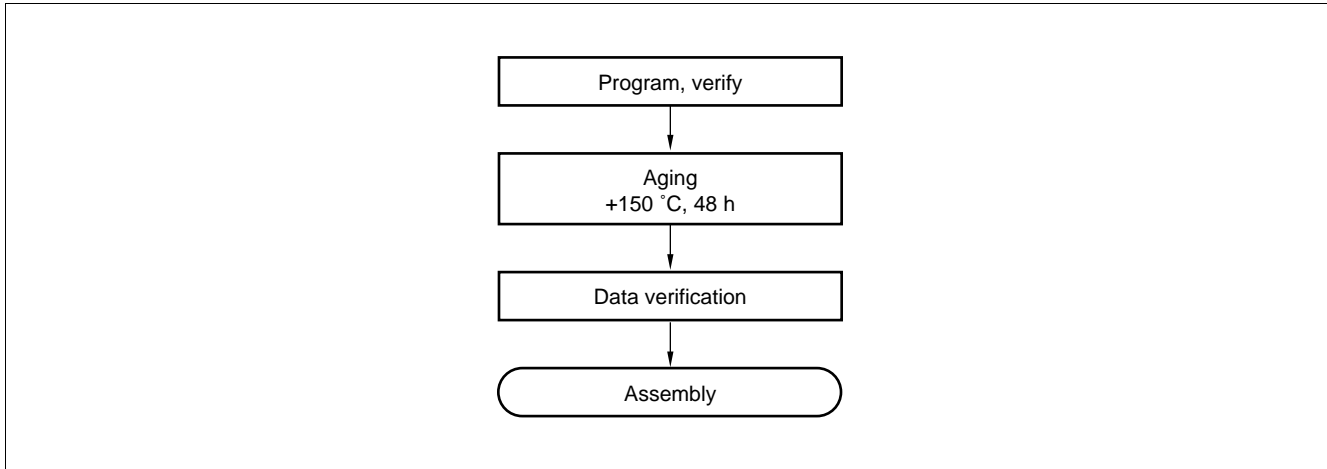 Program, verify
Aging
+150 ˚C, 48 h
Data verification
Assembly